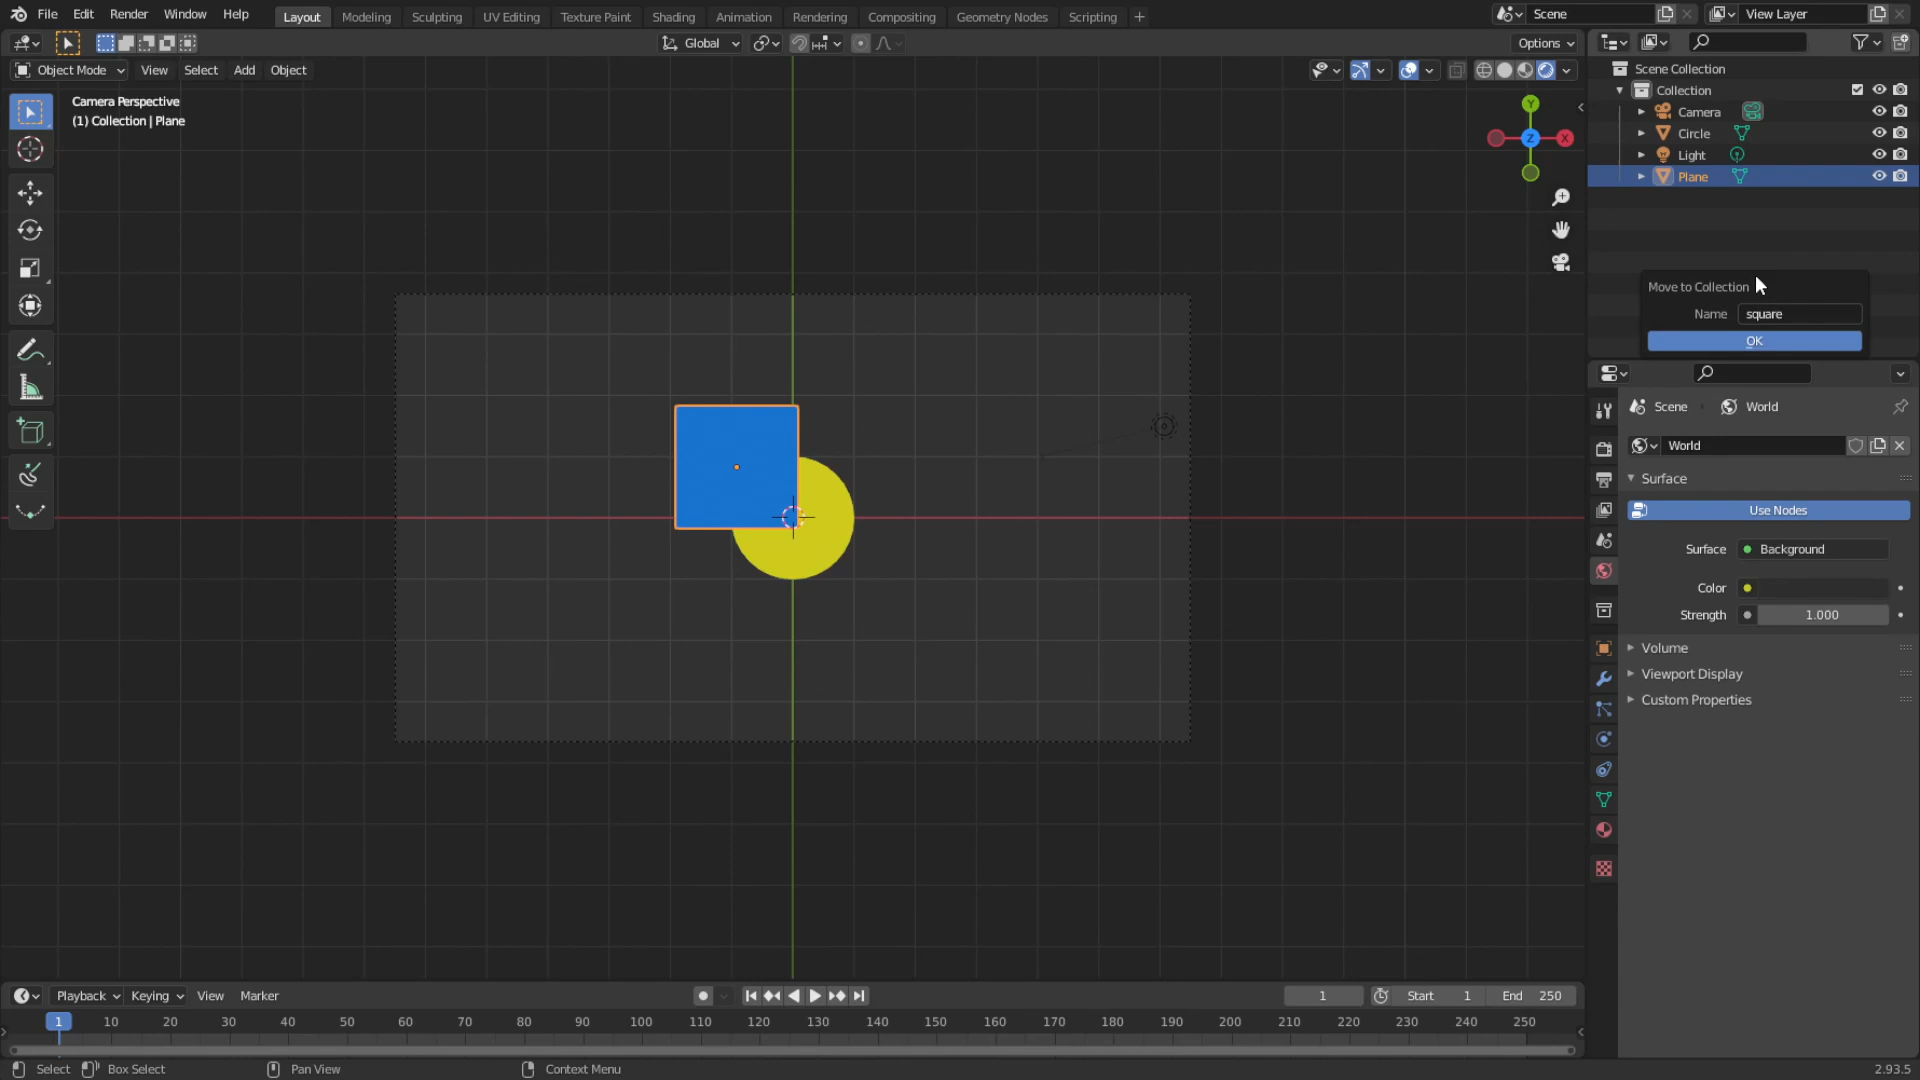 File Edit Render Window Help
Layout Modeling Sculpting UV Editing Texture Paint Shading Animation Rendering Compositing Geometry Nodes Scripting +
Scene
View Layer
Global
Options
Object Mode View Select Add Object
Camera Perspective
(1) Collection | Plane
Y
Z
X
Scene Collection
Collection
Camera
Circle
Light
Plane
Move to Collection
Name square
OK
Scene
World
World
Surface
Use Nodes
Surface Background
Color
Strength 1.000
Volume
Viewport Display
Custom Properties
Playback Keying View Marker
1
Start 1
End 250
1 10 20 30 40 50 60 70 80 90 100 110 120 130 140 150 160 170 180 190 200 210 220 230 240 250
Select
Box Select
Pan View
Context Menu
2.93.5